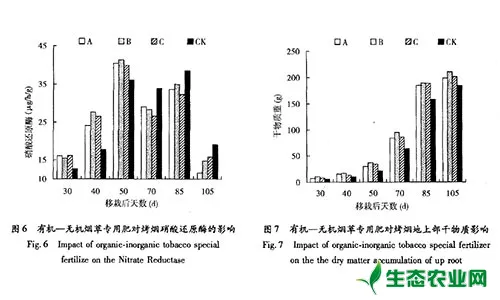 A B C CK
硝酸还原酶 (μg/h/g)
45
40
35
30
25
20
15
10
30 40 50 70 85 105
移栽后天数 (d)
图 6 有机—无机烟草专用肥对烤烟硝酸还原酶的影响
Fig. 6 Impact of organic-inorganic tobacco special
fertilize on the Nitrate Reductase
A B C CK
干物质重 (g)
250
200
150
100
50
0
30 40 50 70 85 105
移栽后天数 (d)
图 7 有机—无机烟草专用肥对烤烟地上部干物质影响
Fig. 7 Impact of organic-inorganic tobacco special fertilizer
on the the dry matter accumulation of up root
生态农业网